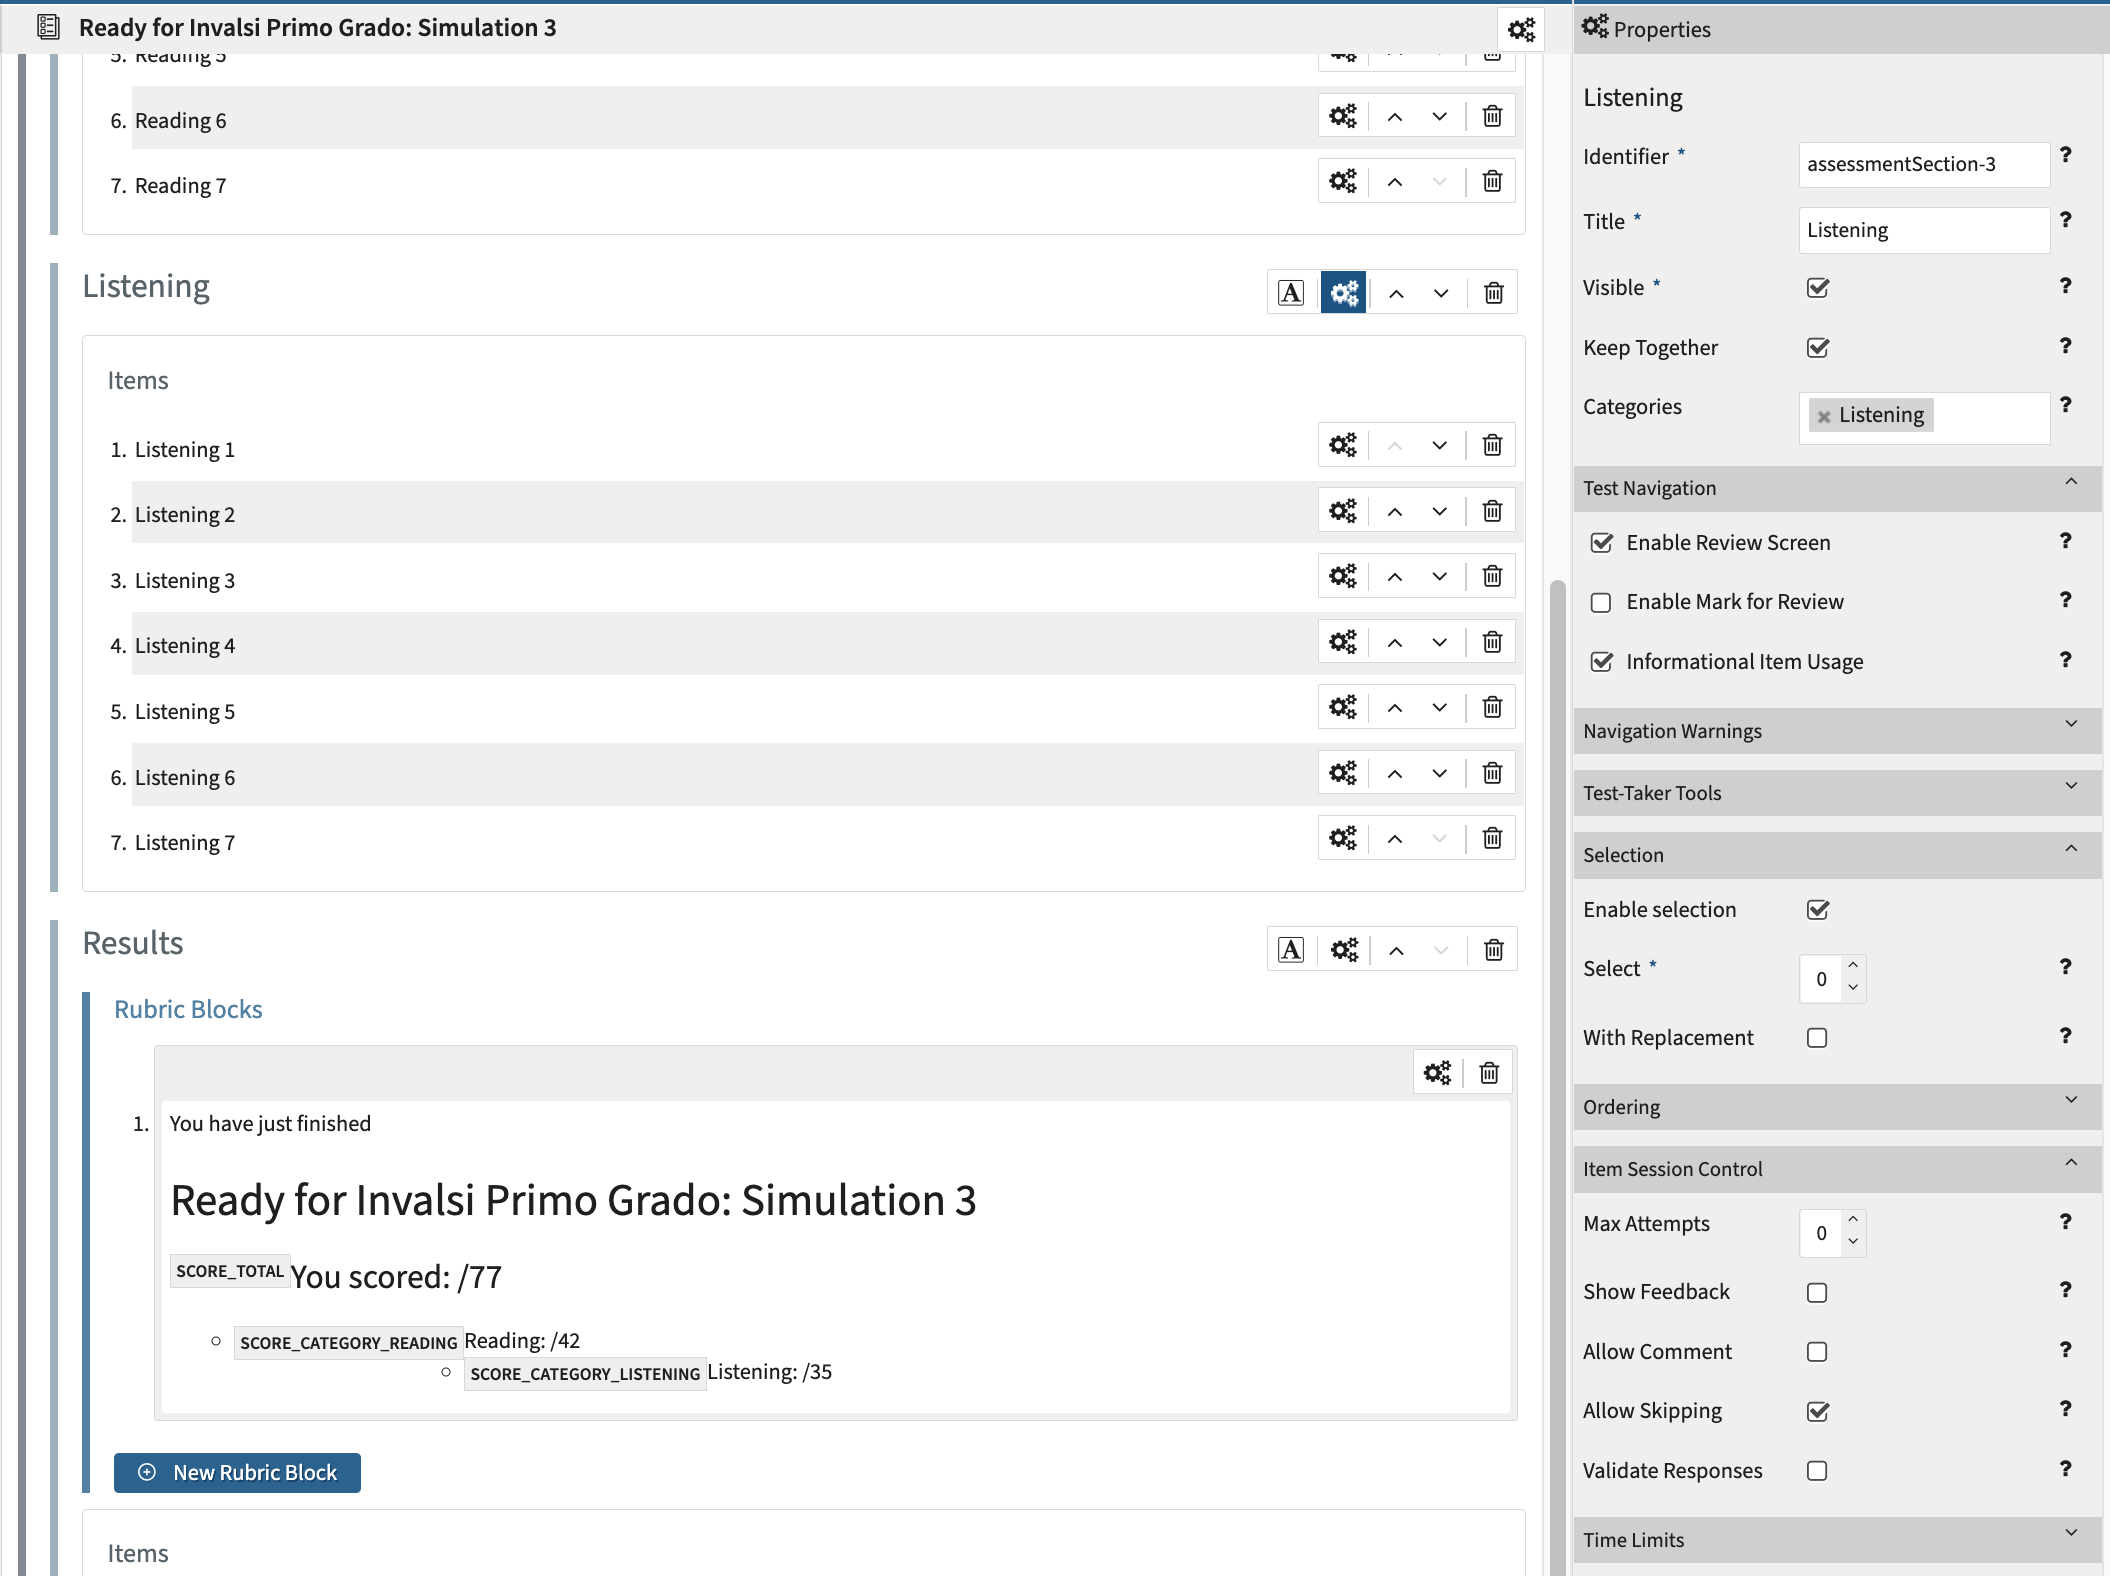 Ready for Invalsi Primo Grado: Simulation 3
5. Reading 5
6. Reading 6
7. Reading 7
Listening
A
Items
1. Listening 1
2. Listening 2
3. Listening 3
4. Listening 4
5. Listening 5
6. Listening 6
7. Listening 7
Results
A
Rubric Blocks
1. You have just finished
Ready for Invalsi Primo Grado: Simulation 3
SCORE_TOTAL You scored: /77
SCORE_CATEGORY_READING Reading: /42
SCORE_CATEGORY_LISTENING Listening: /35
New Rubric Block
Items
Properties
Listening
Identifier * assessmentSection-3 ?
Title * Listening ?
Visible * ?
Keep Together ?
Categories × Listening ?
Test Navigation
Enable Review Screen ?
Enable Mark for Review ?
Informational Item Usage ?
Navigation Warnings
Test-Taker Tools
Selection
Enable selection
Select * 0 ?
With Replacement ?
Ordering
Item Session Control
Max Attempts 0 ?
Show Feedback ?
Allow Comment ?
Allow Skipping ?
Validate Responses ?
Time Limits